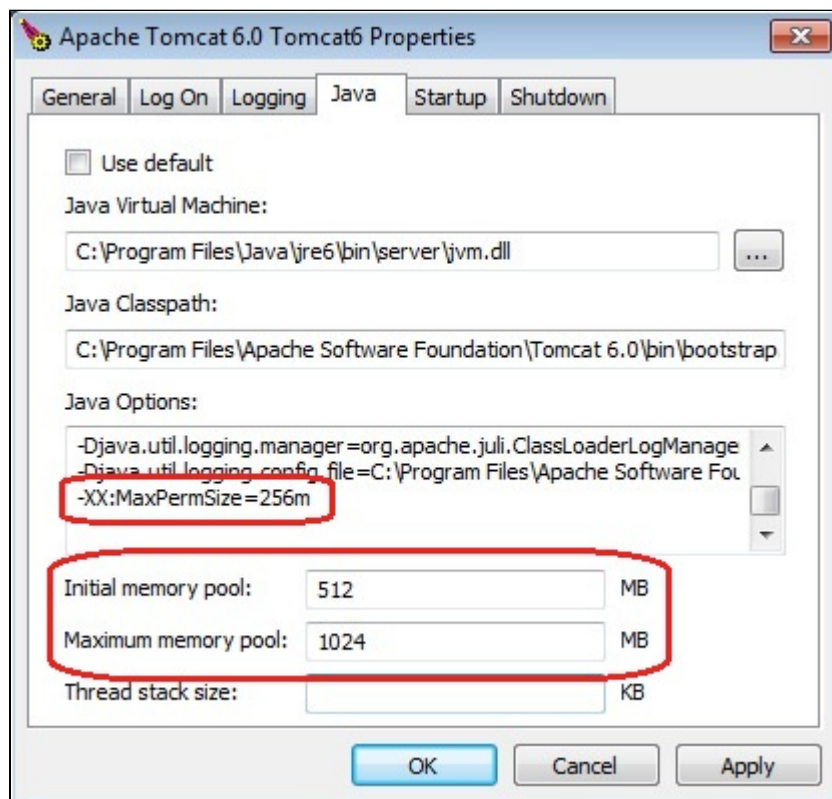 Apache Tomcat 6.0 Tomcat6 Properties
General Log On Logging Java Startup Shutdown
Use default
Java Virtual Machine:
C:\Program Files\Java\jre6\bin\server\jvm.dll ...
Java Classpath:
C:\Program Files\Apache Software Foundation\Tomcat 6.0\bin\bootstrap.
Java Options:
-Djava.util.logging.manager=org.apache.juli.ClassLoaderLogManage
-Djava.util.logging.config.file=C:\Program Files\Apache Software Fou
-XX:MaxPermSize=256m
Initial memory pool: 512 MB
Maximum memory pool: 1024 MB
Thread stack size: KB
OK Cancel Apply